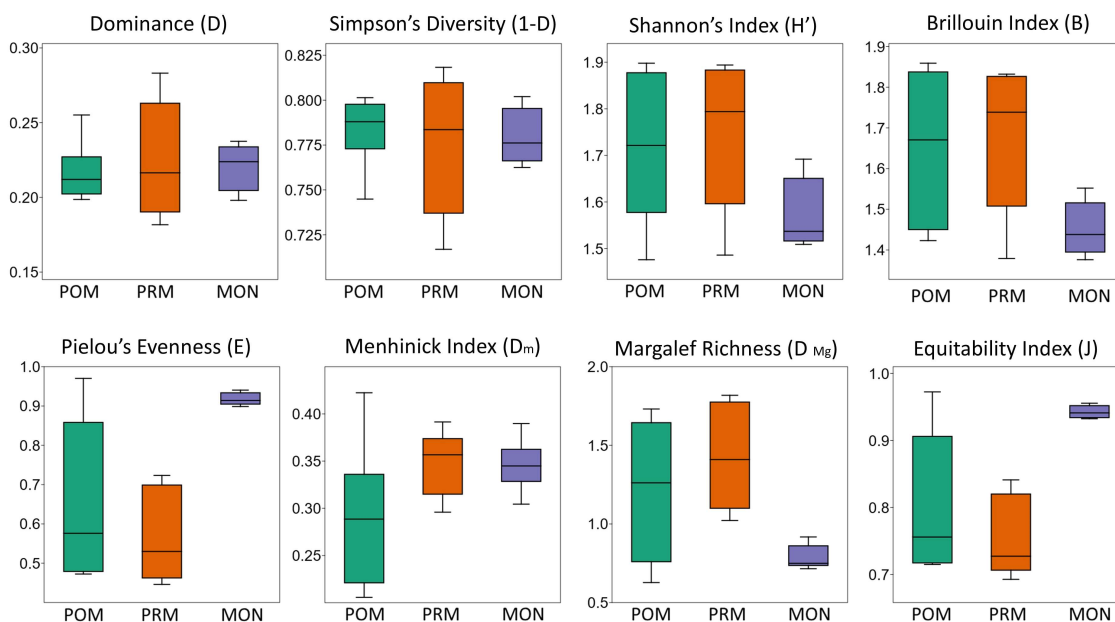 Dominance (D)
0.30
0.25
0.20
0.15
POM PRM MON
Simpson’s Diversity (1-D)
0.825
0.800
0.775
0.750
0.725
POM PRM MON
Shannon’s Index (H’)
1.9
1.8
1.7
1.6
1.5
POM PRM MON
Brillouin Index (B)
1.9
1.8
1.7
1.6
1.5
1.4
POM PRM MON
Pielou’s Evenness (E)
1.0
0.9
0.8
0.7
0.6
0.5
POM PRM MON
Menhinick Index (Dm)
0.40
0.35
0.30
0.25
POM PRM MON
Margalef Richness (D Mg)
2.0
1.5
1.0
0.5
POM PRM MON
Equitability Index (J)
1.0
0.9
0.8
0.7
POM PRM MON